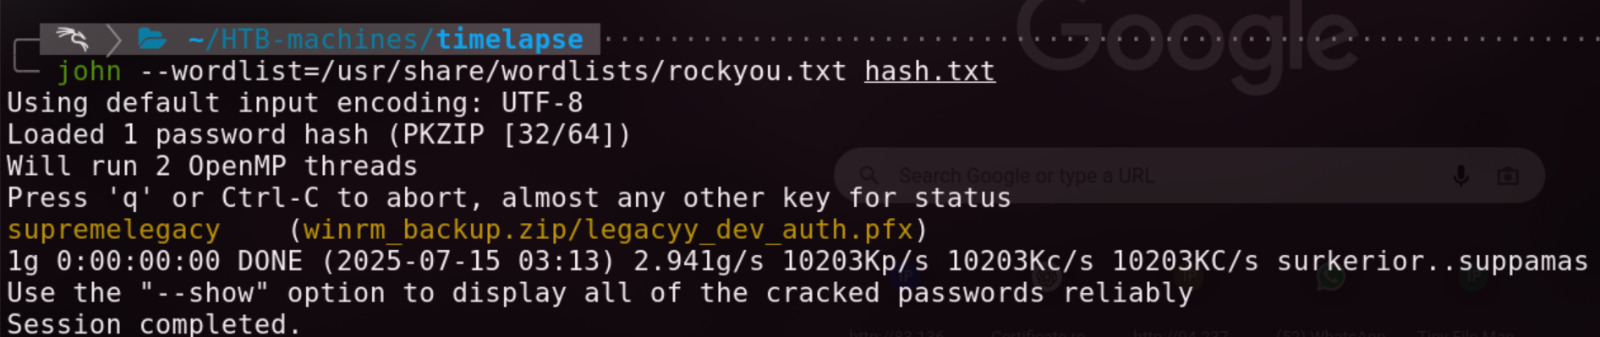 ~/HTB-machines/timelapse
Google
john --wordlist=/usr/share/wordlists/rockyou.txt hash.txt
Using default input encoding: UTF-8
Loaded 1 password hash (PKZIP [32/64])
Will run 2 OpenMP threads
Search Google or type a URL
Press 'q' or Ctrl-C to abort, almost any other key for status
supremelegacy    (winrm_backup.zip/legacyy_dev_auth.pfx)
1g 0:00:00:00 DONE (2025-07-15 03:13) 2.941g/s 10203Kp/s 10203Kc/s 10203KC/s surkerior..suppamas
Use the "--show" option to display all of the cracked passwords reliably
Session completed.